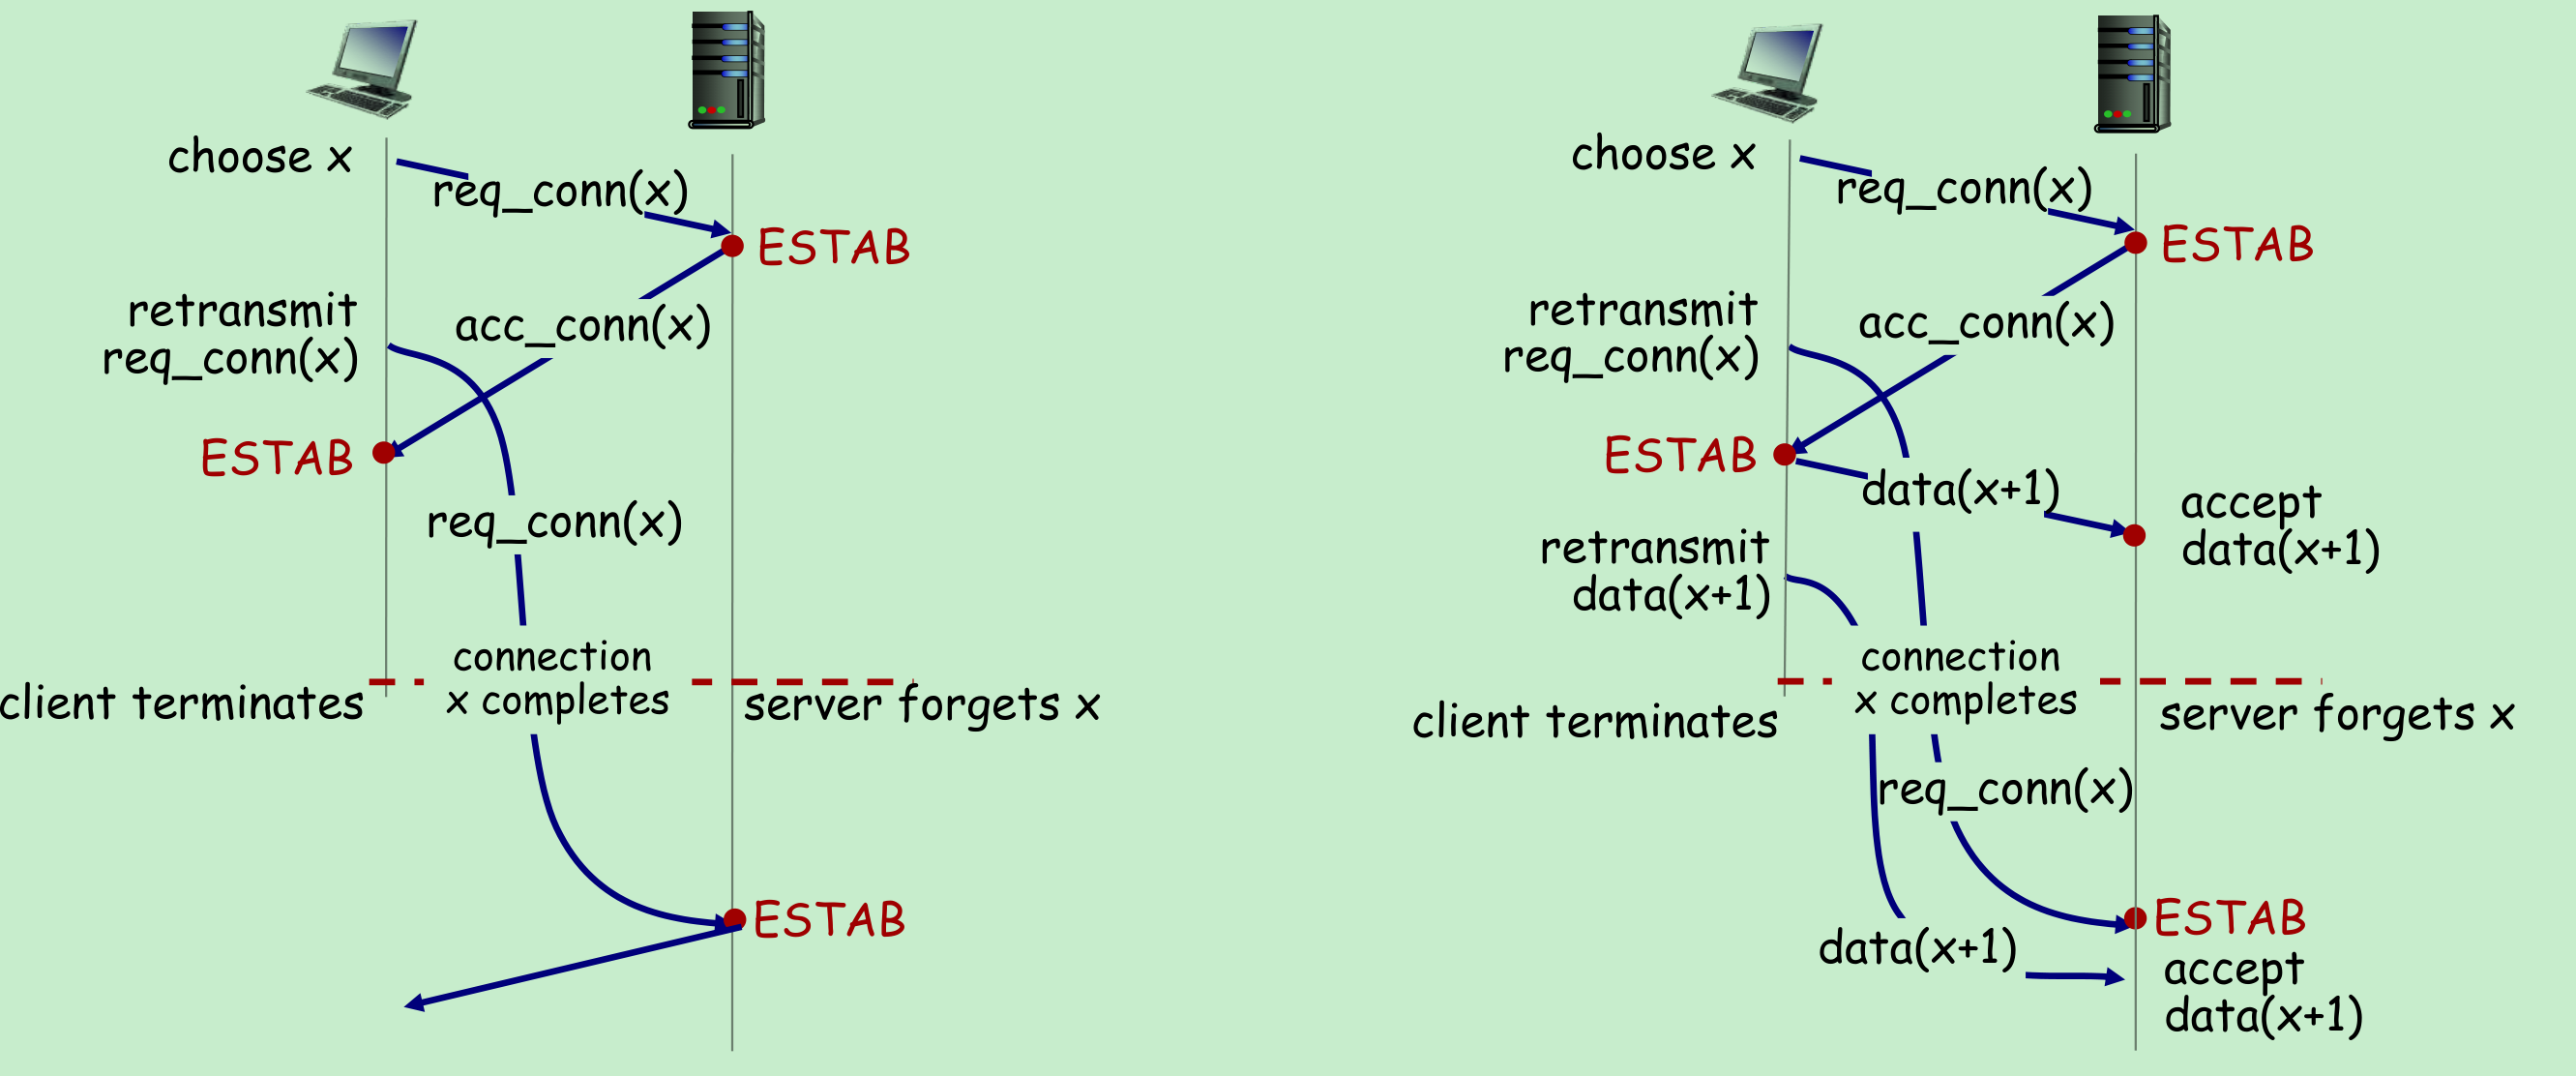 choose x
req_conn(x)
ESTAB
retransmit
req_conn(x)
acc_conn(x)
ESTAB
req_conn(x)
connection
x completes
client terminates
server forgets x
ESTAB
choose x
req_conn(x)
ESTAB
retransmit
req_conn(x)
acc_conn(x)
ESTAB
data(x+1)
accept
data(x+1)
retransmit
data(x+1)
connection
x completes
client terminates
server forgets x
req_conn(x)
ESTAB
data(x+1)
accept
data(x+1)